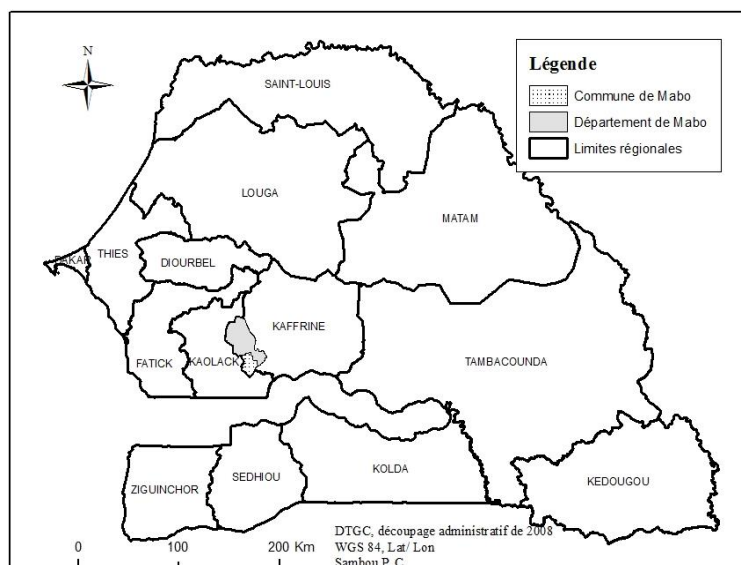 N
Légende
Commune de Mabo
Département de Mabo
Limites régionales
SAINT-LOUIS
LOUGA
MATAM
DAKAR
THIES
DIOURBEL
KAFFRINE
FATICK
KAOLACK
TAMBACOUNDA
ZIGUINCHOR
SEDHIOU
KOLDA
KEDOUGOU
DTGC, découpage administratif de 2008
WGS 84, Lat/ Lon
Sambou P. C
0 100 200 Km